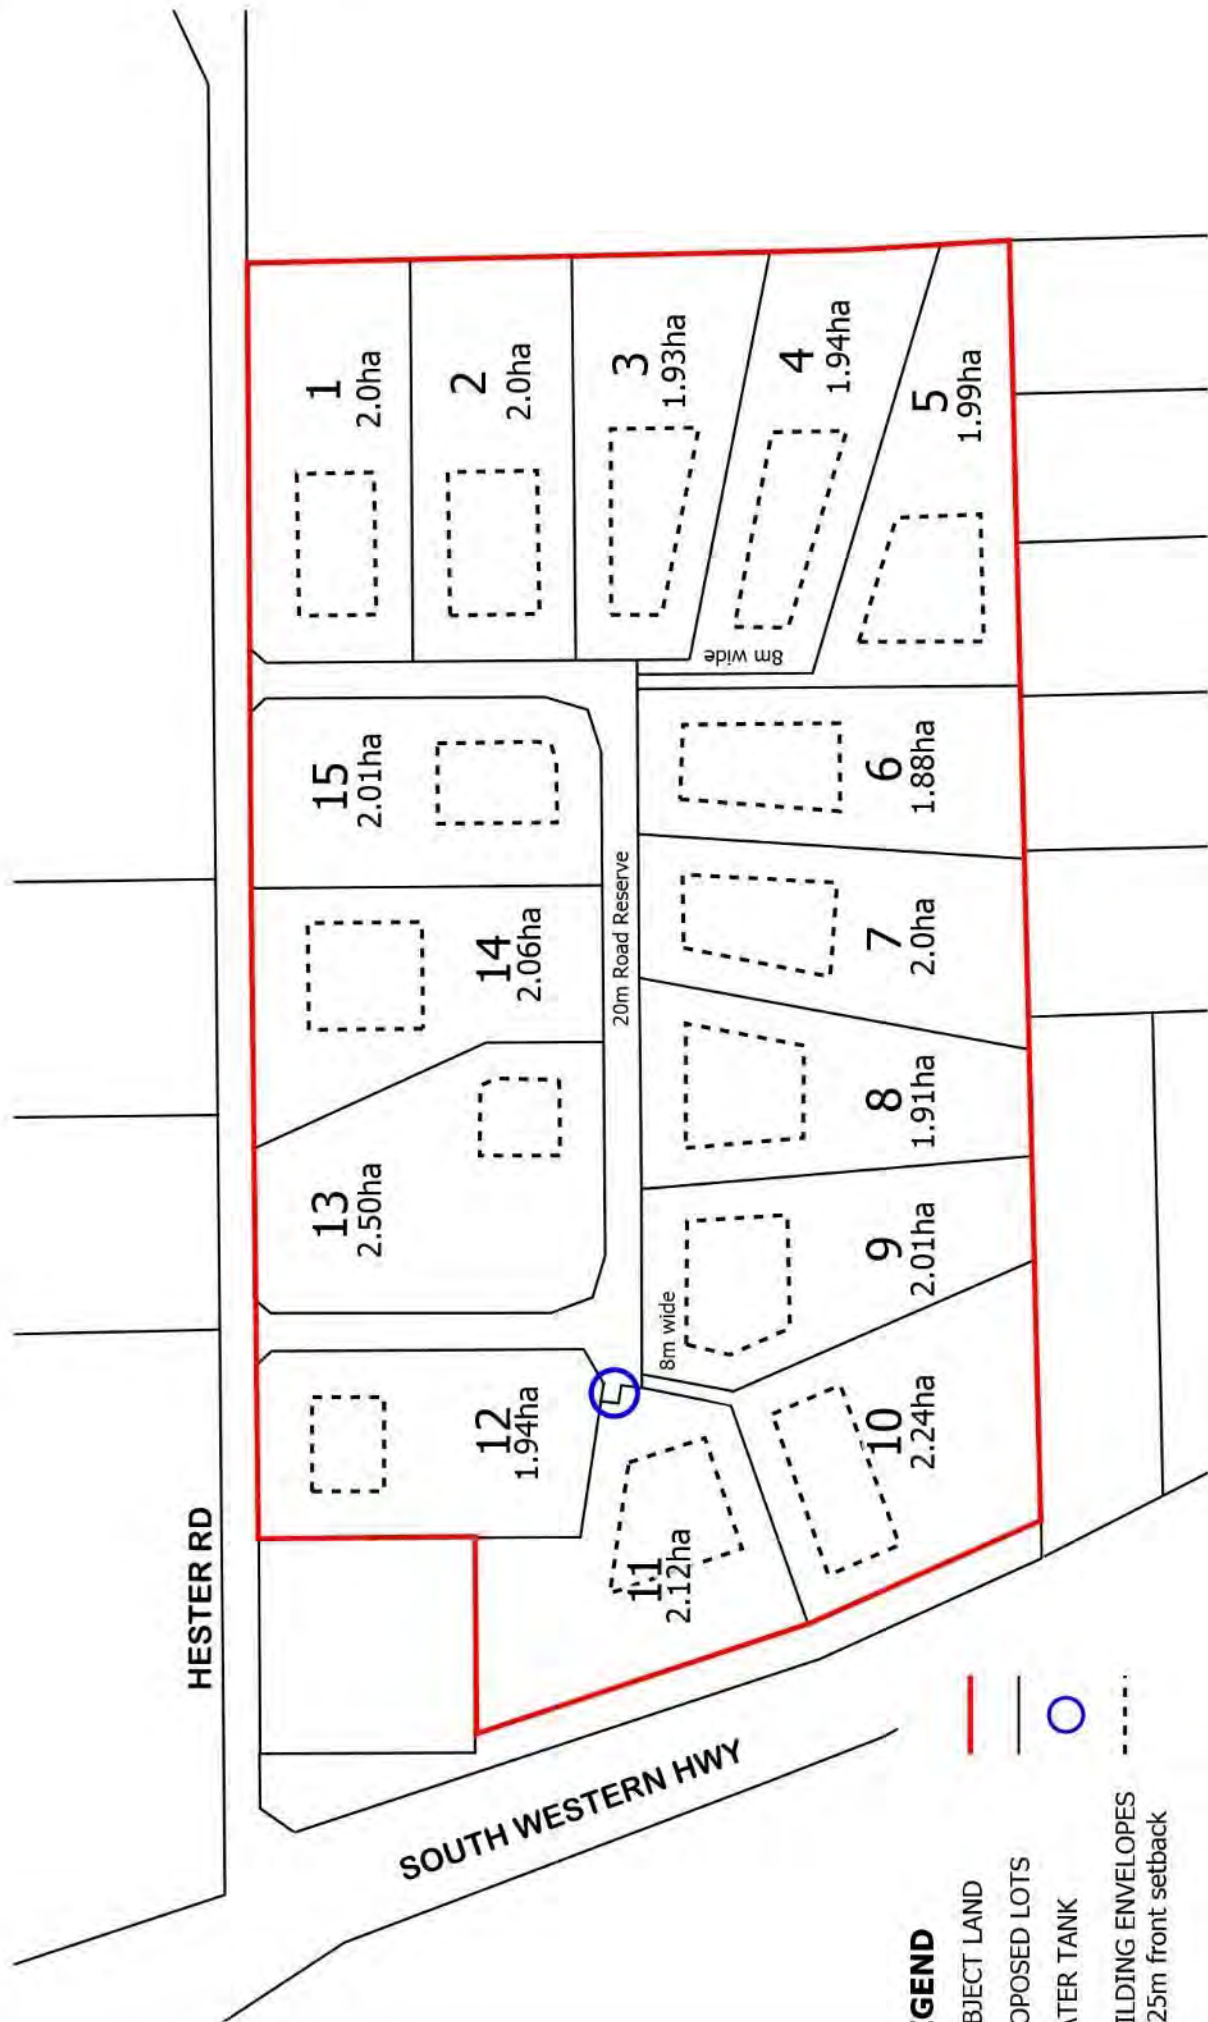 HESTER RD
SOUTH WESTERN HWY
1
2.0ha
2
2.0ha
3
1.93ha
4
1.94ha
5
1.99ha
8m wide
6
1.88ha
7
2.0ha
8
1.91ha
9
2.01ha
8m wide
10
2.24ha
11
2.12ha
12
1.94ha
13
2.50ha
14
2.06ha
15
2.01ha
20m Road Reserve
GEND
BJECT LAND
OPOSED LOTS
ATER TANK
ILDING ENVELOPES
25m front setback